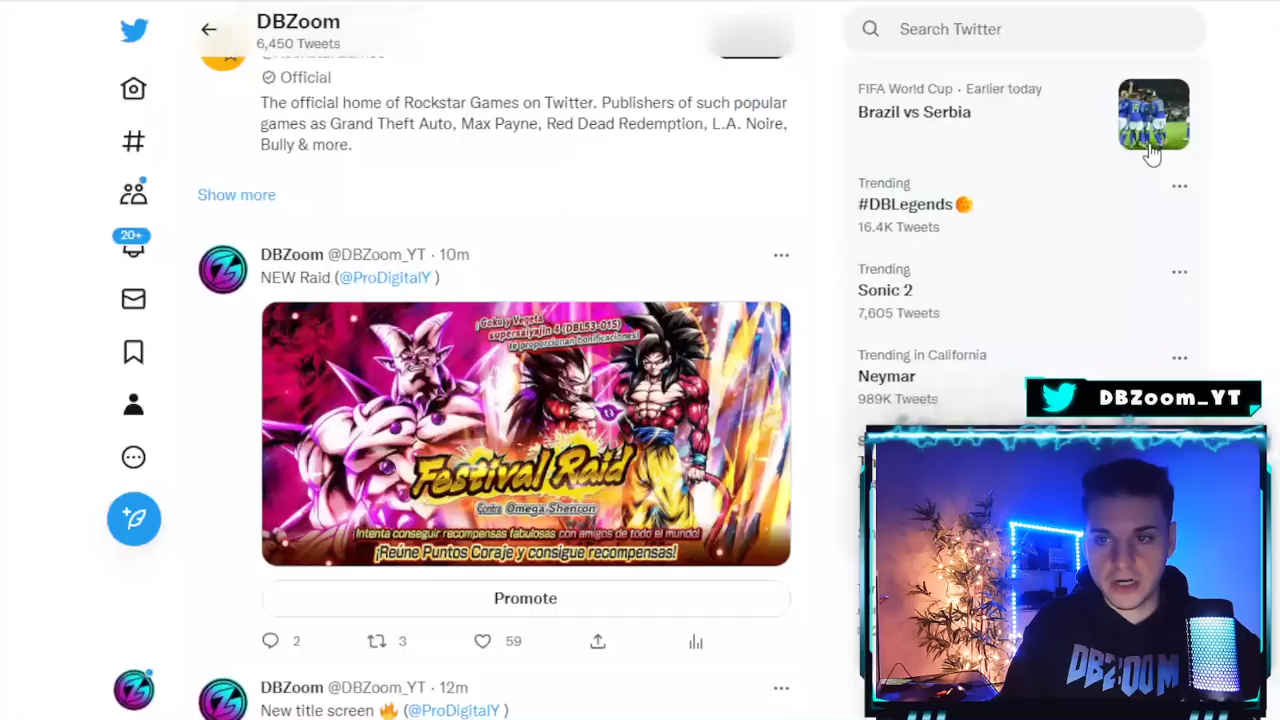 DBZoom
6,450 Tweets
Official
The official home of Rockstar Games on Twitter. Publishers of such popular
games as Grand Theft Auto, Max Payne, Red Dead Redemption, L.A. Noire,
Bully & more.
Show more
DBZoom @DBZoom_YT · 10m
NEW Raid (@ProDigitalY )
¡Goku y Vegeta
supersaiyajin 4 (DBL53-01S)
te proporcionan bonificaciones!
Festival Raid
Contra Omega Shenron
Intenta conseguir recompensas fabulosas con amigos de todo el mundo!
¡Reúne Puntos Coraje y consigue recompensas!
Promote
2
3
59
DBZoom @DBZoom_YT · 12m
New title screen 🔥 (@ProDigitalY )
20+
Search Twitter
FIFA World Cup · Earlier today
Brazil vs Serbia
Trending
#DBLegends
16.4K Tweets
Trending
Sonic 2
7,605 Tweets
Trending in California
Neymar
989K Tweets
DBZoom_YT
DBZOOM